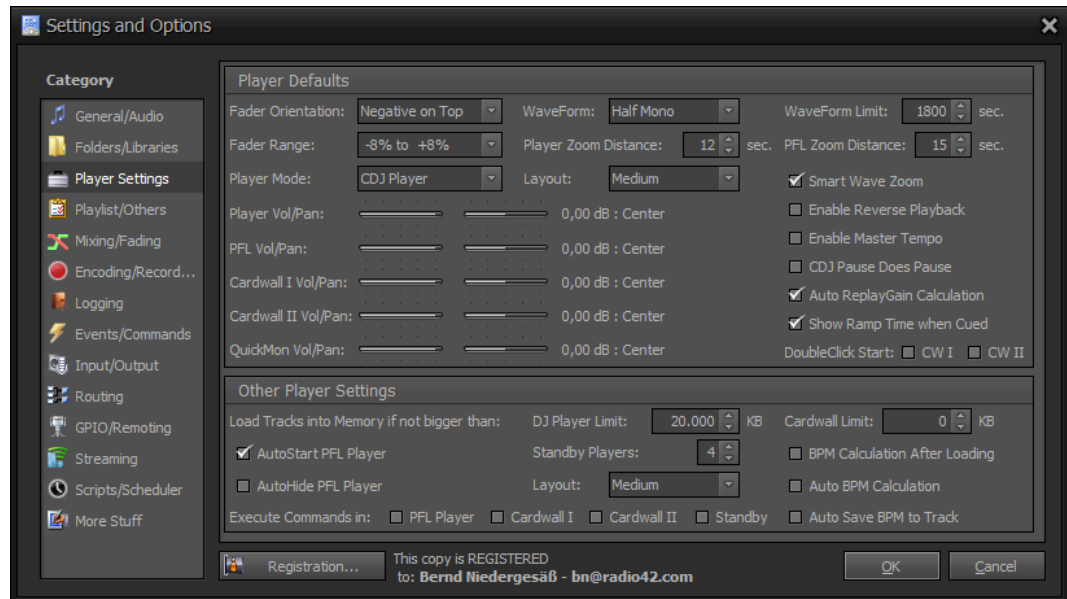 Settings and Options
Category
General/Audio
Folders/Libraries
Player Settings
Playlist/Others
Mixing/Fading
Encoding/Record...
Logging
Events/Commands
Input/Output
Routing
GPIO/Remoting
Streaming
Scripts/Scheduler
More Stuff
Player Defaults
Fader Orientation: Negative on Top WaveForm: Half Mono WaveForm Limit: 1800 sec.
Fader Range: -8% to +8% Player Zoom Distance: 12 sec. PFL Zoom Distance: 15 sec.
Player Mode: CDJ Player Layout: Medium Smart Wave Zoom
Player Vol/Pan: 0,00 dB : Center Enable Reverse Playback
PFL Vol/Pan: 0,00 dB : Center Enable Master Tempo
Cardwall I Vol/Pan: 0,00 dB : Center CDJ Pause Does Pause
Auto ReplayGain Calculation
Cardwall II Vol/Pan: 0,00 dB : Center Show Ramp Time when Cued
QuickMon Vol/Pan: 0,00 dB : Center DoubleClick Start: CW I CW II
Other Player Settings
Load Tracks into Memory if not bigger than: DJ Player Limit: 20.000 KB Cardwall Limit: 0 KB
AutoStart PFL Player Standby Players: 4 BPM Calculation After Loading
AutoHide PFL Player Layout: Medium Auto BPM Calculation
Execute Commands in: PFL Player Cardwall I Cardwall II Standby Auto Save BPM to Track
Registration... This copy is REGISTERED
to: Bernd Niedergesäß - bn@radio42.com
OK Cancel